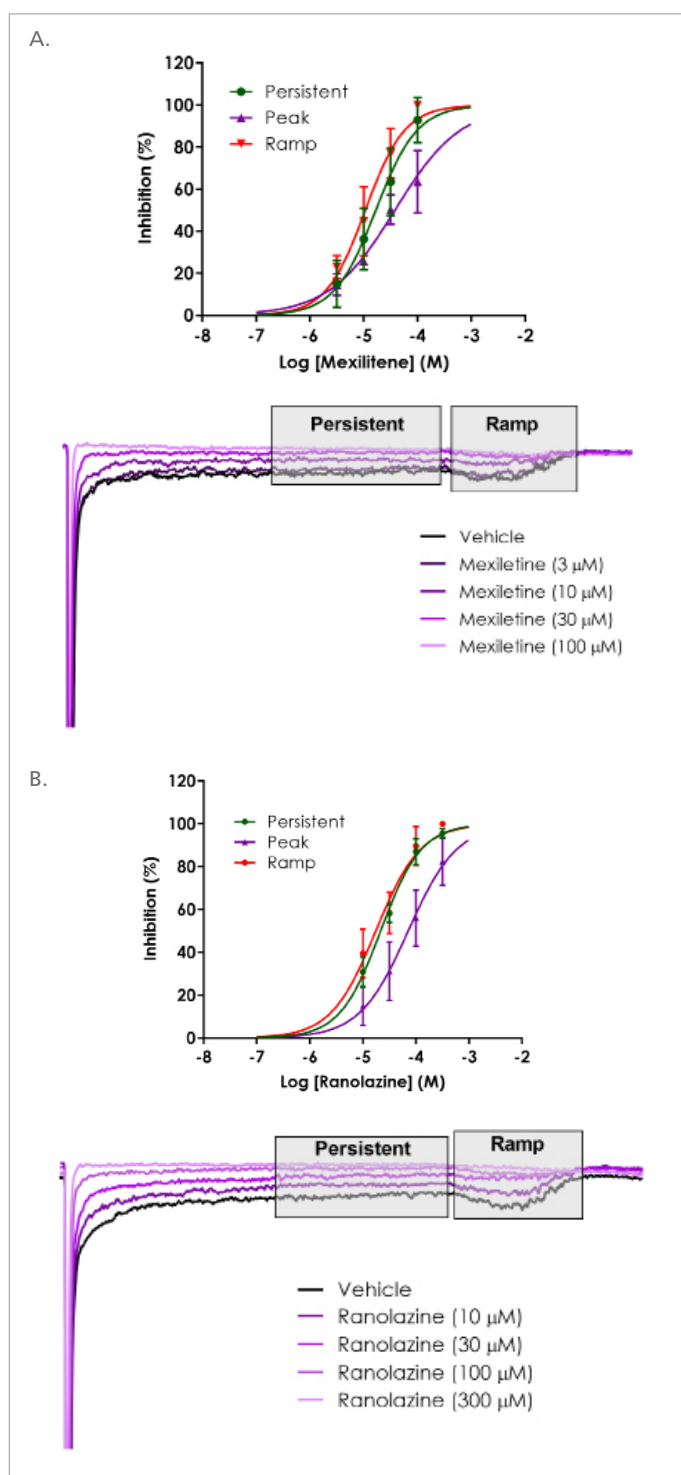 A.
120
100
80
60
40
20
0
Inhibition (%)
Persistent
Peak
Ramp
-8 -7 -6 -5 -4 -3 -2
Log [Mexilitene] (M)
Persistent Ramp
Vehicle
Mexiletine (3 μM)
Mexiletine (10 μM)
Mexiletine (30 μM)
Mexiletine (100 μM)
B.
120
100
80
60
40
20
0
Inhibition (%)
Persistent
Peak
Ramp
-8 -7 -6 -5 -4 -3 -2
Log [Ranolazine] (M)
Persistent Ramp
Vehicle
Ranolazine (10 μM)
Ranolazine (30 μM)
Ranolazine (100 μM)
Ranolazine (300 μM)